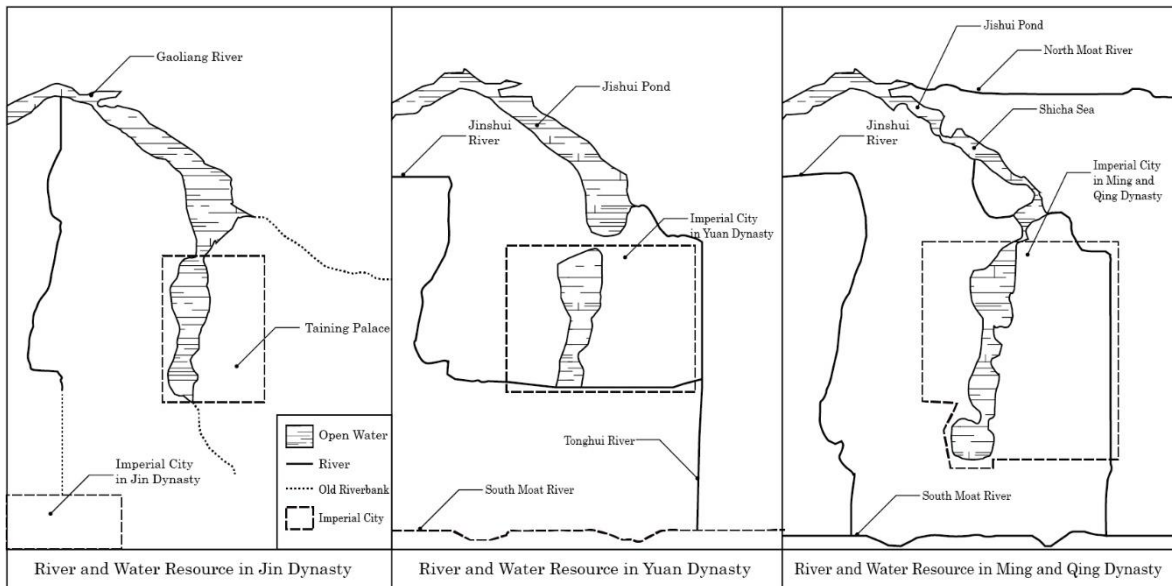 Gaoliang River
Taining Palace
Open Water
River
Old Riverbank
Imperial City
Imperial City
in Jin Dynasty
River and Water Resource in Jin Dynasty
Jishui Pond
Jinshui
River
Imperial City
in Yuan Dynasty
Tonghui River
South Moat River
River and Water Resource in Yuan Dynasty
Jishui Pond
North Moat River
Shicha Sea
Jinshui
River
Imperial City
in Ming and
Qing Dynasty
South Moat River
River and Water Resource in Ming and Qing Dynasty